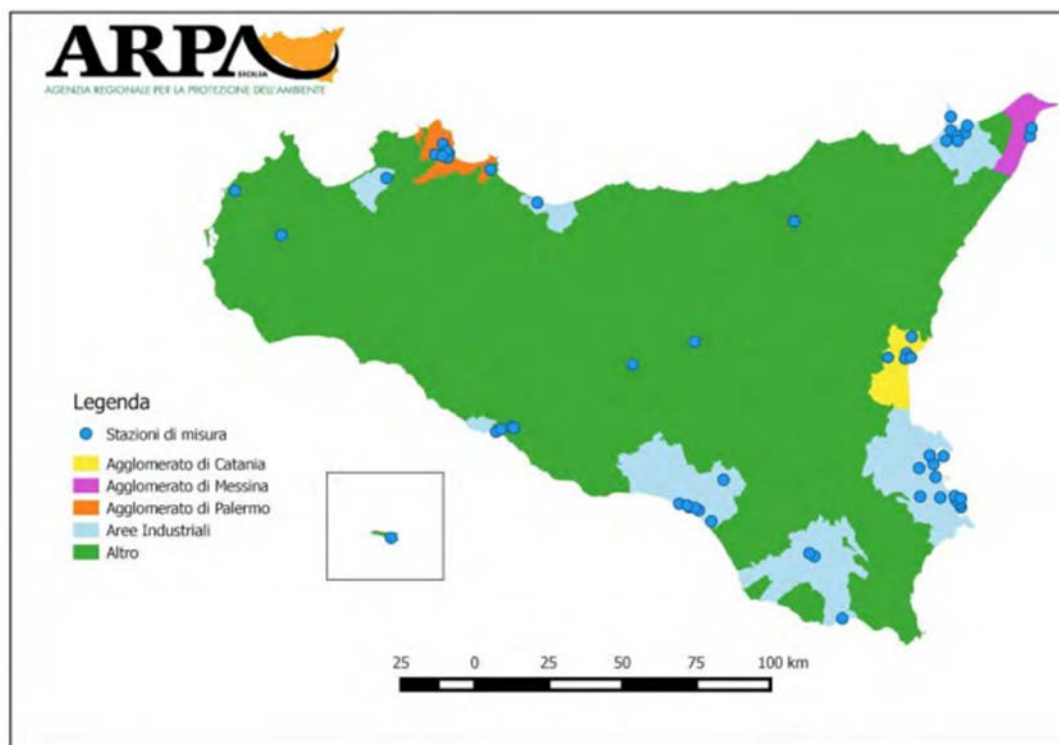 ARPA
SICILIA
AGENZIA REGIONALE PER LA PROTEZIONE DELL'AMBIENTE
Legenda
Stazioni di misura
Agglomerato di Catania
Agglomerato di Messina
Agglomerato di Palermo
Aree Industriali
Altro
25 0 25 50 75 100 km